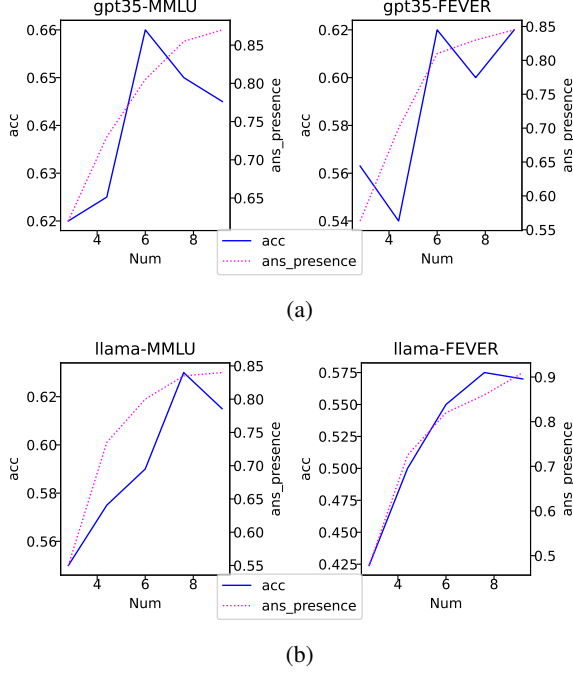 gpt35-MMLU
gpt35-FEVER
0.66
0.65
0.64
0.63
0.62
acc
0.85
0.80
0.75
0.70
0.65
ans_presence
4 6 8
Num
0.62
0.60
0.58
0.56
0.54
acc
0.85
0.80
0.75
0.70
0.65
0.60
0.55
ans_presence
4 6 8
Num
acc
ans_presence
(a)
llama-MMLU
llama-FEVER
0.62
0.60
0.58
0.56
acc
0.85
0.80
0.75
0.70
0.65
0.60
0.55
ans_presence
4 6 8
Num
0.575
0.550
0.525
0.500
0.475
0.450
0.425
acc
0.9
0.8
0.7
0.6
0.5
ans_presence
4 6 8
Num
acc
ans_presence
(b)